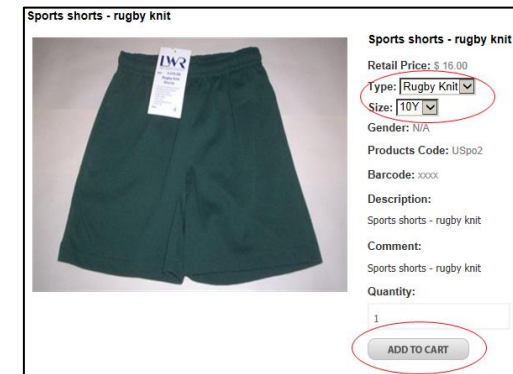 Sports shorts - rugby knit
LWR
Rugby Knit
Sports shorts - rugby knit
Retail Price: $ 16.00
Type: Rugby Knit
Size: 10Y
Gender: N/A
Products Code: USpo2
Barcode: xxxx
Description:
Sports shorts - rugby knit
Comment:
Sports shorts - rugby knit
Quantity:
1
ADD TO CART